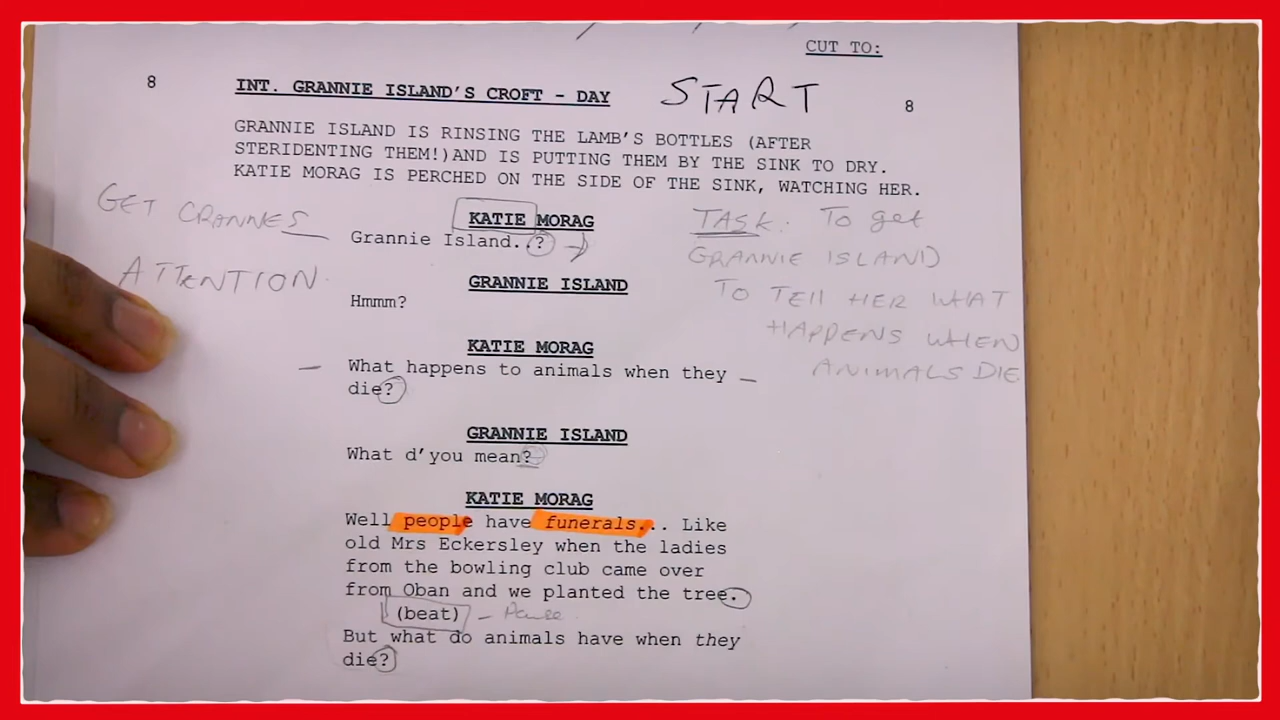 CUT TO:
8 INT. GRANNIE ISLAND'S CROFT - DAY START 8
GRANNIE ISLAND IS RINSING THE LAMB'S BOTTLES (AFTER
STERIDENTING THEM!)AND IS PUTTING THEM BY THE SINK TO DRY.
KATIE MORAG IS PERCHED ON THE SIDE OF THE SINK, WATCHING HER.
GET GRANNES
ATTENTION.
KATIE MORAG
Grannie Island..?
TASK: To get
GRANNIE ISLAND
TO TELL HER WHAT
HAPPENS WHEN
ANIMALS DIE
GRANNIE ISLAND
Hmmm?
KATIE MORAG
What happens to animals when they
die?
GRANNIE ISLAND
What d'you mean?
KATIE MORAG
Well people have funerals... Like
old Mrs Eckersley when the ladies
from the bowling club came over
from Oban and we planted the tree.
(beat) - Pause
But what do animals have when they
die?